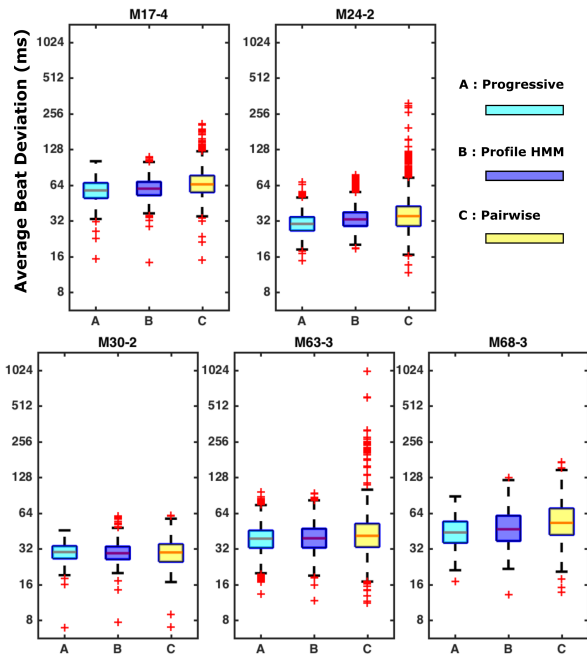 M17-4
M24-2
Average Beat Deviation (ms)
1024
512
256
128
64
32
16
8
A
B
C
1024
512
256
128
64
32
16
8
A
B
C
A : Progressive
B : Profile HMM
C : Pairwise
M30-2
M63-3
M68-3
1024
512
256
128
64
32
16
8
A
B
C
1024
512
256
128
64
32
16
8
A
B
C
1024
512
256
128
64
32
16
8
A
B
C